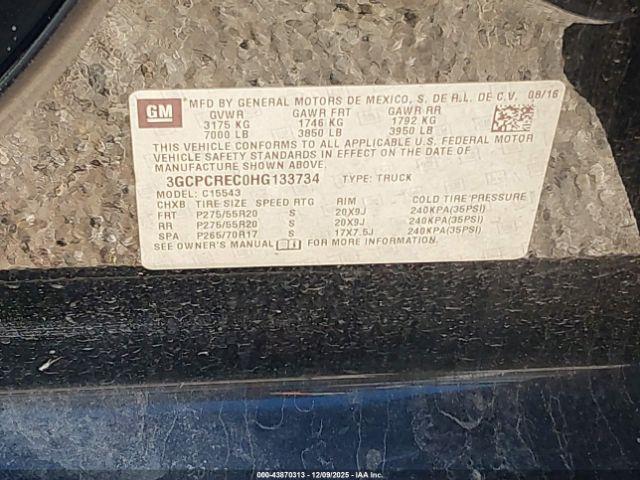 GM MFD BY GENERAL MOTORS DE MEXICO, S. DE R.L. DE C.V. 08/16
GVWR GAWR FRT GAWR RR
3175 KG 1746 KG 1792 KG
7000 LB 3850 LB 3950 LB
THIS VEHICLE CONFORMS TO ALL APPLICABLE U.S. FEDERAL MOTOR
VEHICLE SAFETY STANDARDS IN EFFECT ON THE DATE OF
MANUFACTURE SHOWN ABOVE.
3GCPCREC0HG133734 TYPE: TRUCK
MODEL: C15543
CHXB TIRE SIZE SPEED RTG RIM COLD TIRE PRESSURE
FRT P275/55R20 S 20X9J 240KPA(35PSI)
RR P275/55R20 S 20X9J 240KPA(35PSI)
SPA P265/70R17 S 17X7.5J 240KPA(35PSI)
SEE OWNER'S MANUAL FOR MORE INFORMATION.
000-43870313 - 12/09/2025 - IAA Inc.